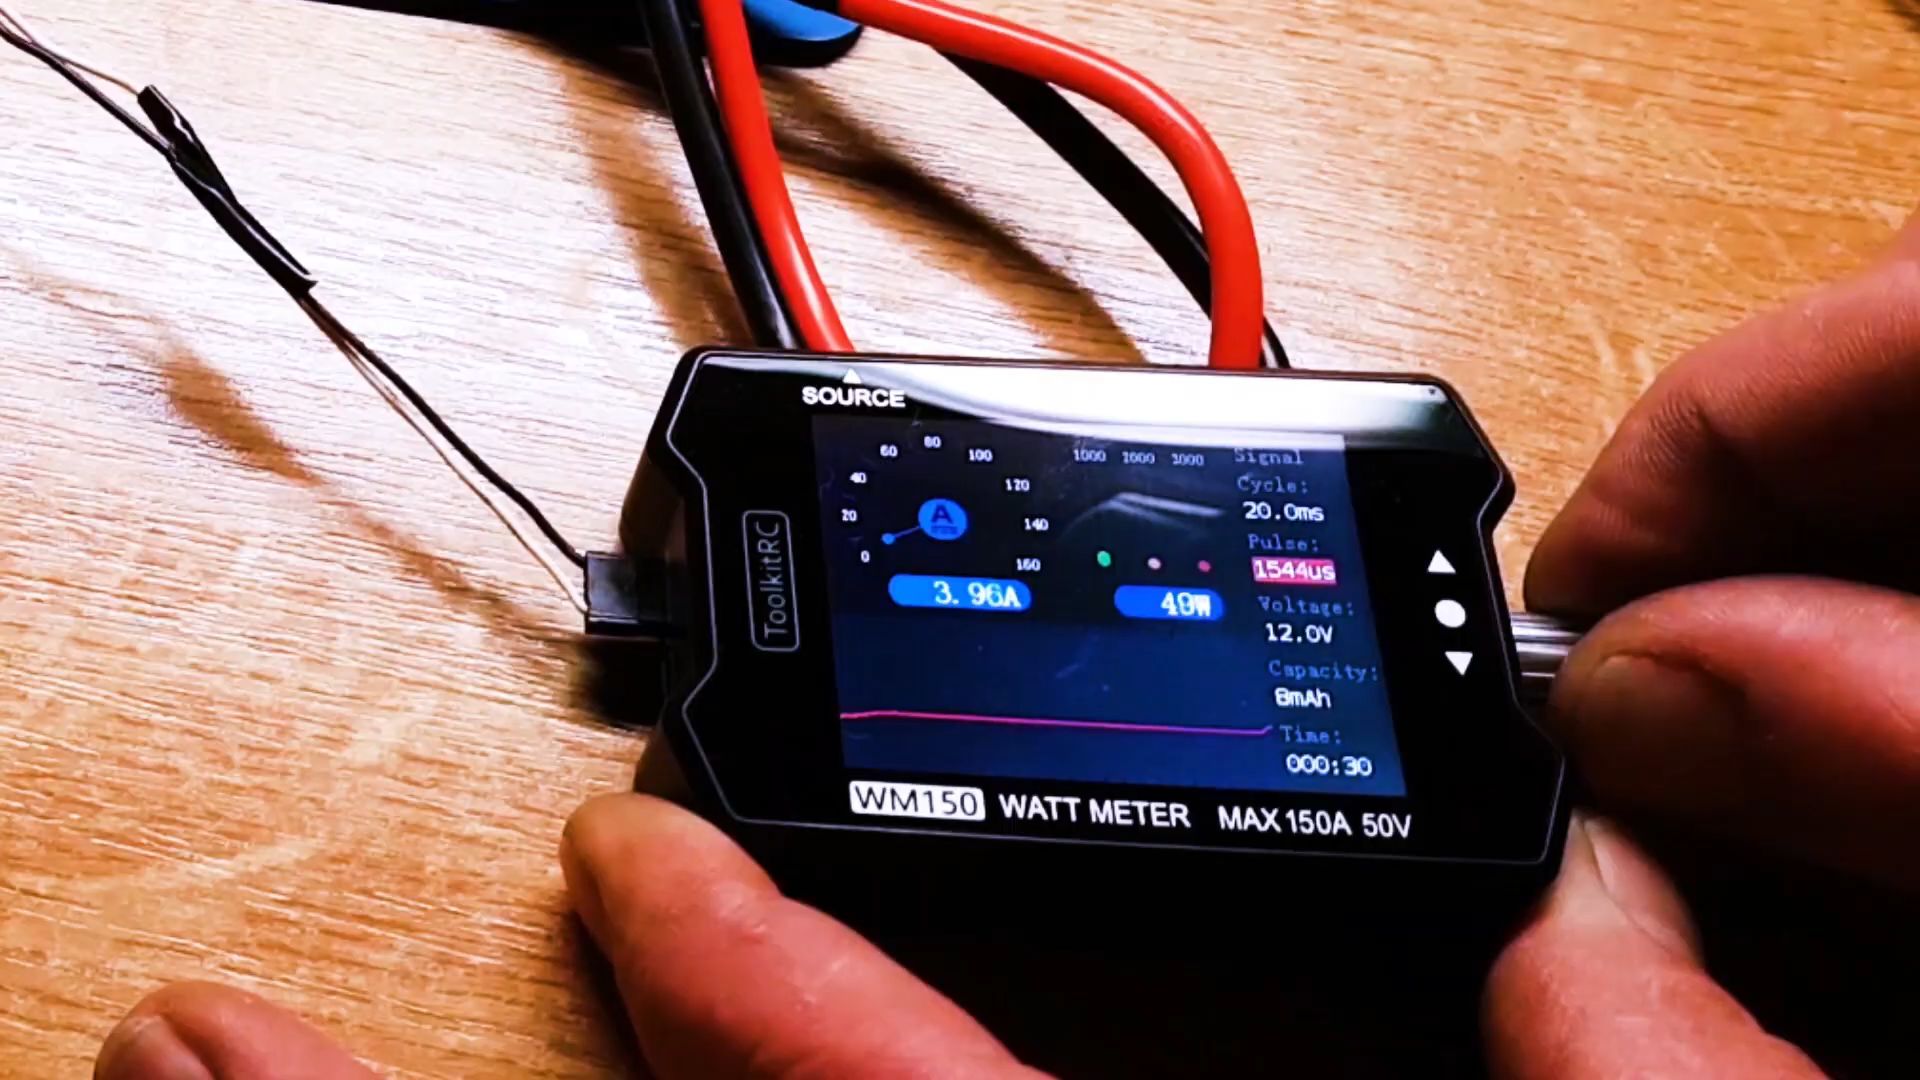 SOURCE
ToolkitRC
0
20
40
60
80
100
120
140
160
A
3.96A
1000 2000 3000
Signal
Cycle:
20.0ms
Pulse:
1544us
Voltage:
12.0V
Capacity:
8mAh
Time:
000:30
WM150 WATT METER MAX 150A 50V